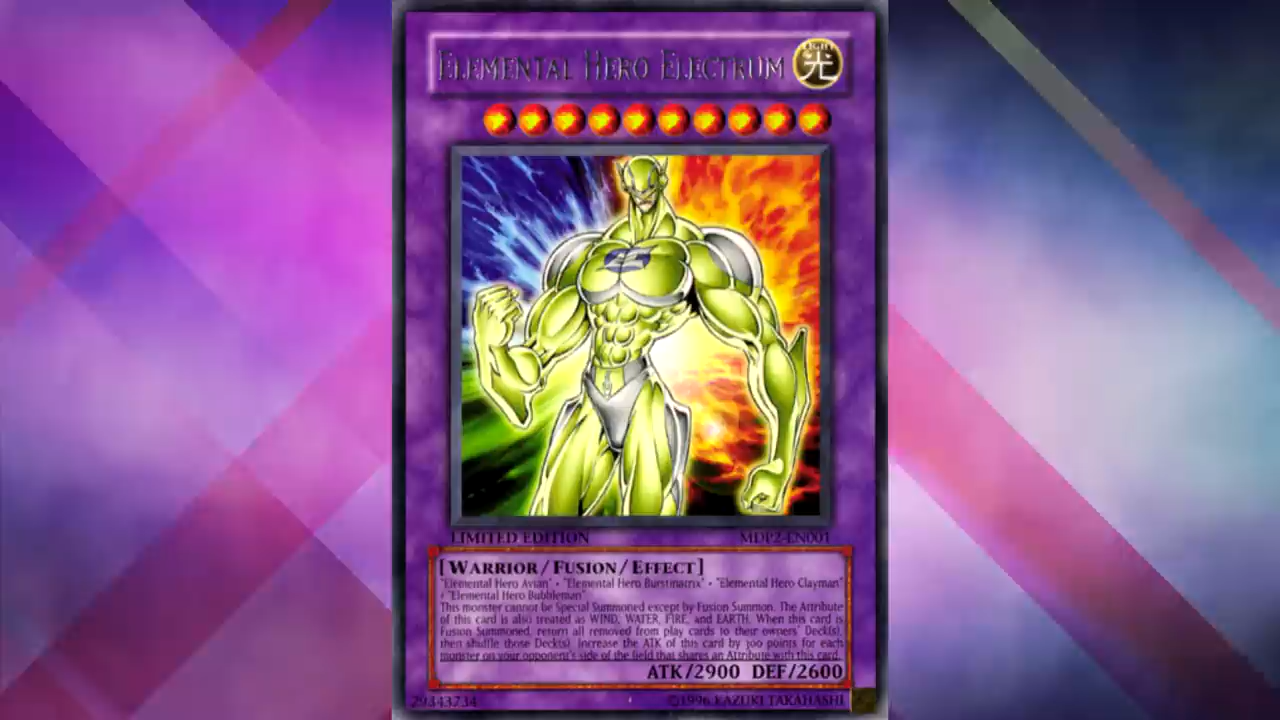 Elemental Hero Electrum
LIGHT
光
LIMITED EDITION
MDP2-EN001
[Warrior/Fusion/Effect]
"Elemental Hero Avian" + "Elemental Hero Burstinatrix" + "Elemental Hero Clayman"
+ "Elemental Hero Bubbleman"
This monster cannot be Special Summoned except by Fusion Summon. The Attribute
of this card is also treated as WIND, WATER, FIRE, and EARTH. When this card is
Fusion Summoned, return all removed from play cards to their owners' Deck(s),
then shuffle those Deck(s). Increase the ATK of this card by 300 points for each
monster on your opponent's side of the field that shares an Attribute with this card.
ATK/2900 DEF/2600
29343734
©1996 KAZUKI TAKAHASHI